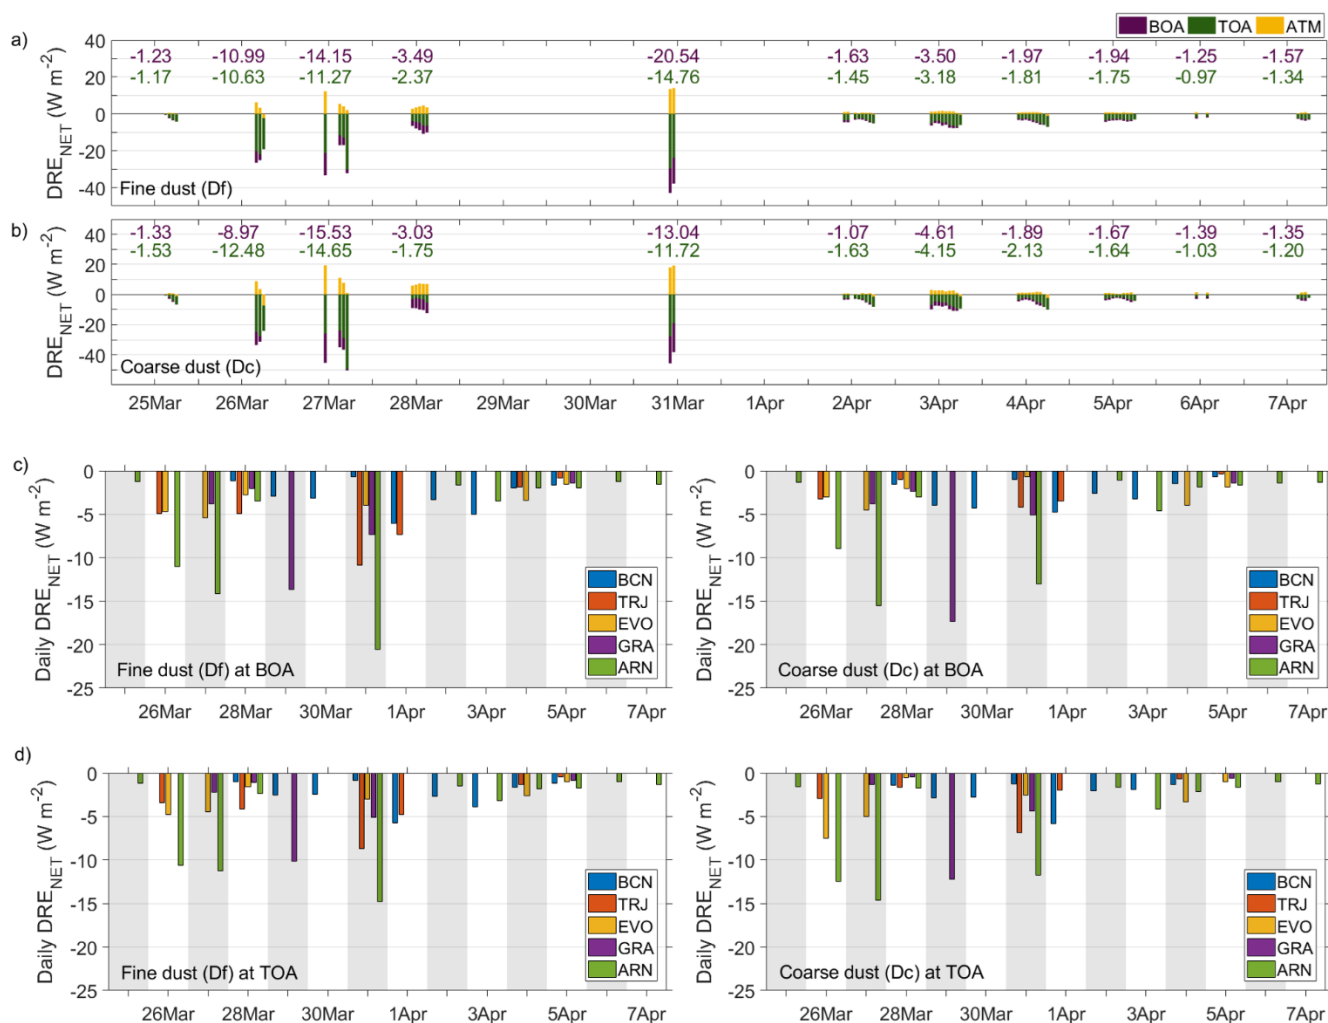 BOA TOA ATM
a)
DRE_NET (W m⁻²)
40
20
0
-20
-40
-1.23 -10.99 -14.15 -3.49 -20.54 -1.63 -3.50 -1.97 -1.94 -1.25 -1.57
-1.17 -10.63 -11.27 -2.37 -14.76 -1.45 -3.18 -1.81 -1.75 -0.97 -1.34
Fine dust (Df)
b)
DRE_NET (W m⁻²)
40
20
0
-20
-40
-1.33 -8.97 -15.53 -3.03 -13.04 -1.07 -4.61 -1.89 -1.67 -1.39 -1.35
-1.53 -12.48 -14.65 -1.75 -11.72 -1.63 -4.15 -2.13 -1.64 -1.03 -1.20
Coarse dust (Dc)
25Mar 26Mar 27Mar 28Mar 29Mar 30Mar 31Mar 1Apr 2Apr 3Apr 4Apr 5Apr 6Apr 7Apr
c)
Daily DRE_NET (W m⁻²)
0
-5
-10
-15
-20
-25
BCN
TRJ
EVO
GRA
ARN
Fine dust (Df) at BOA
26Mar 28Mar 30Mar 1Apr 3Apr 5Apr 7Apr
Daily DRE_NET (W m⁻²)
0
-5
-10
-15
-20
-25
BCN
TRJ
EVO
GRA
ARN
Coarse dust (Dc) at BOA
26Mar 28Mar 30Mar 1Apr 3Apr 5Apr 7Apr
d)
Daily DRE_NET (W m⁻²)
0
-5
-10
-15
-20
-25
BCN
TRJ
EVO
GRA
ARN
Fine dust (Df) at TOA
26Mar 28Mar 30Mar 1Apr 3Apr 5Apr 7Apr
Daily DRE_NET (W m⁻²)
0
-5
-10
-15
-20
-25
BCN
TRJ
EVO
GRA
ARN
Coarse dust (Dc) at TOA
26Mar 28Mar 30Mar 1Apr 3Apr 5Apr 7Apr